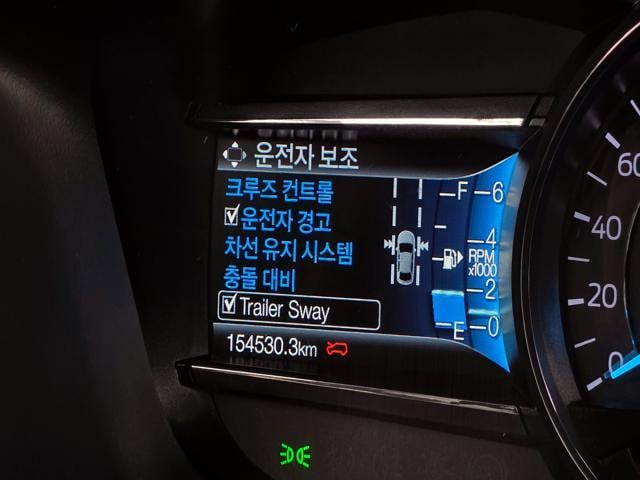 운전자 보조
크루즈 컨트롤
운전자 경고
차선 유지 시스템
충돌 대비
Trailer Sway
154530.3km
F
E
6
4
RPM
x1000
2
0
60
40
20
0